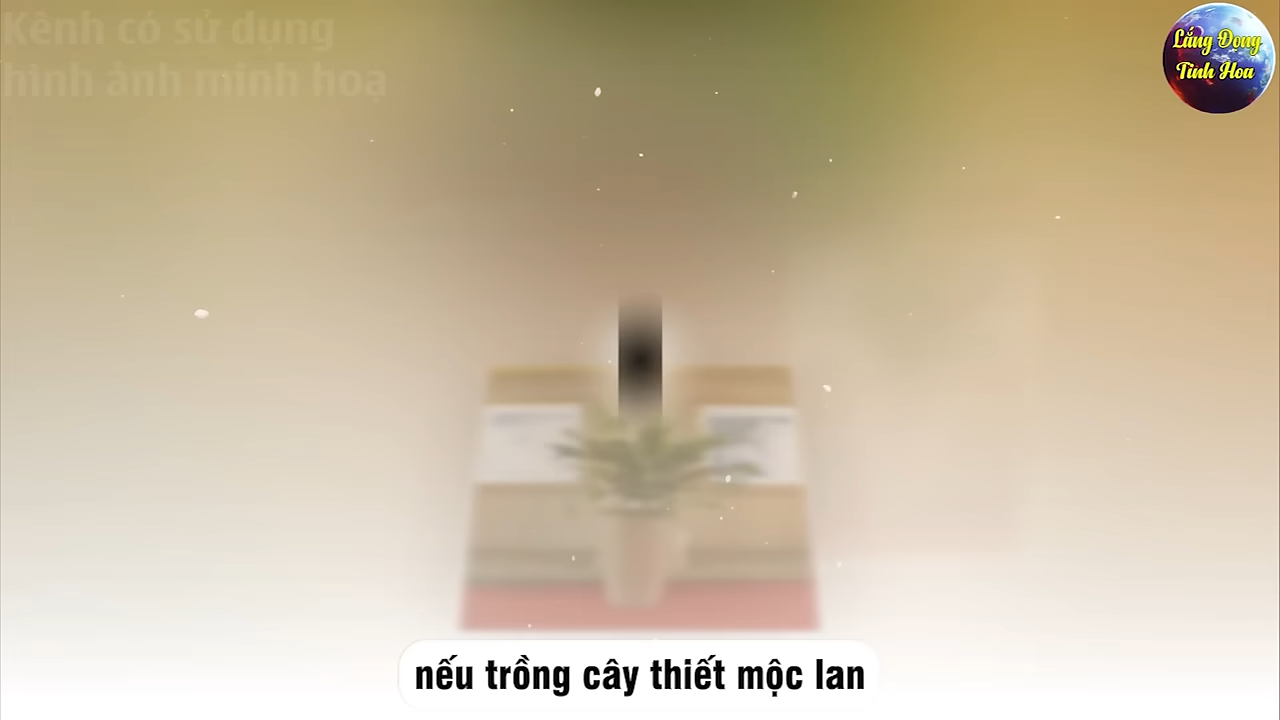 Kênh có sử dụng
hình ảnh minh hoạ
Lắng Đọng
Tinh Hoa
nếu trồng cây thiết mộc lan